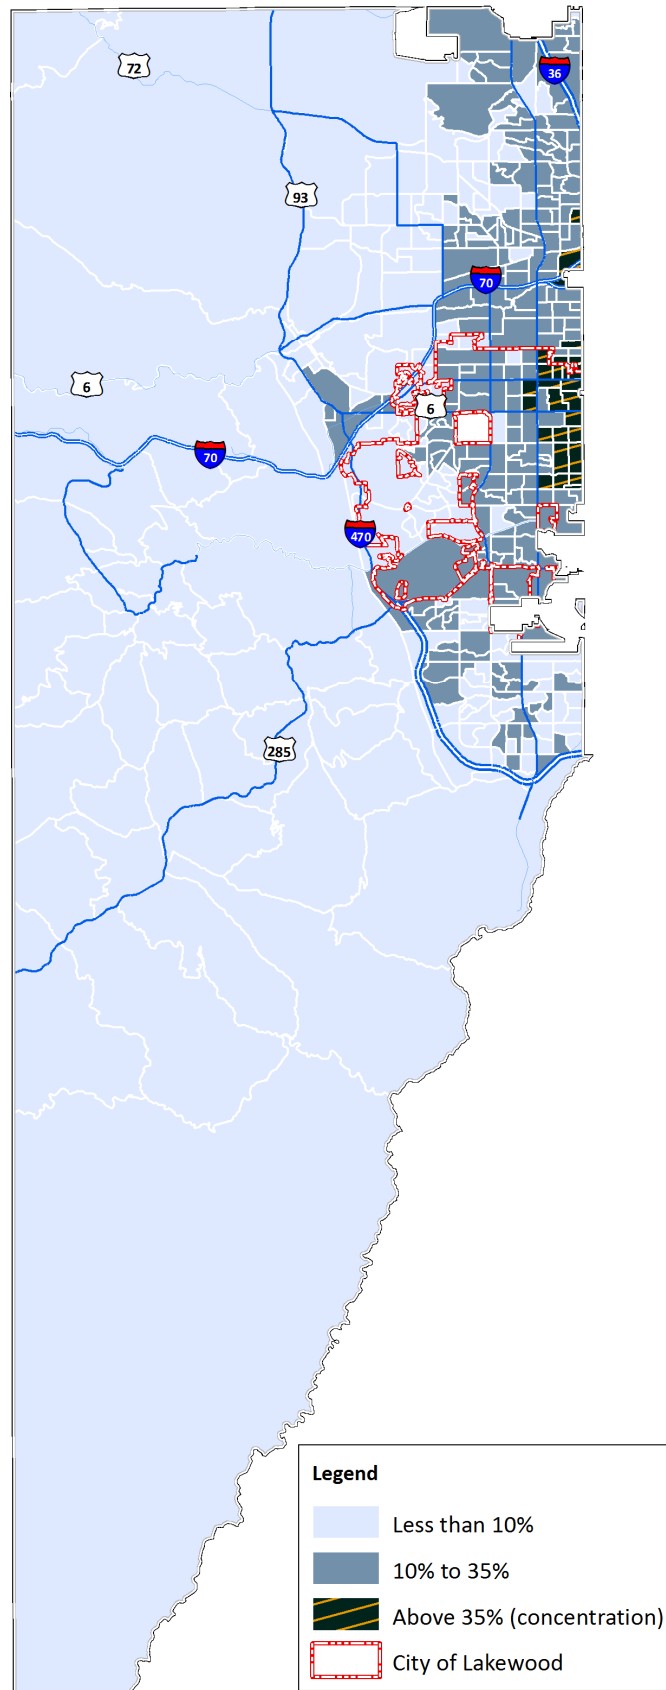 72
36
93
70
6
6
70
470
285
Legend
Less than 10%
10% to 35%
Above 35% (concentration)
City of Lakewood